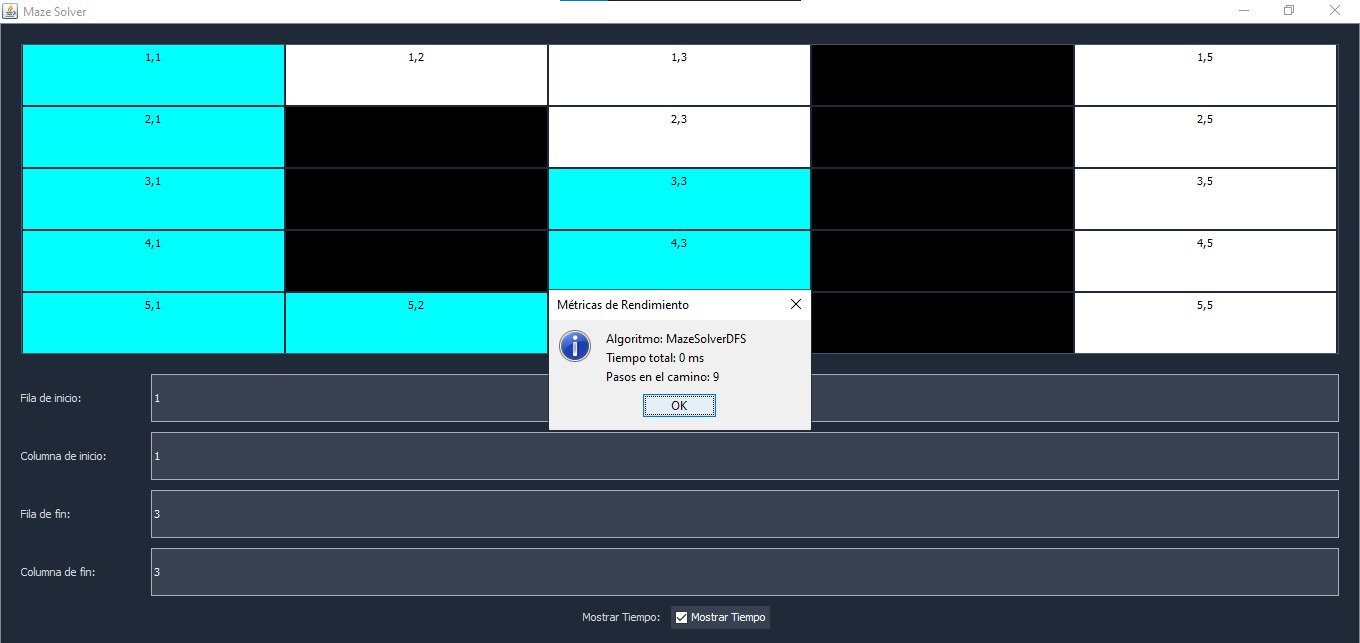 Maze Solver
1,1 1,2 1,3 1,5
2,1 2,3 2,5
3,1 3,3 3,5
4,1 4,3 4,5
5,1 5,2 5,5
Métricas de Rendimiento
Algoritmo: MazeSolverDFS
Tiempo total: 0 ms
Pasos en el camino: 9
OK
Fila de inicio: 1
Columna de inicio: 1
Fila de fin: 3
Columna de fin: 3
Mostrar Tiempo: Mostrar Tiempo